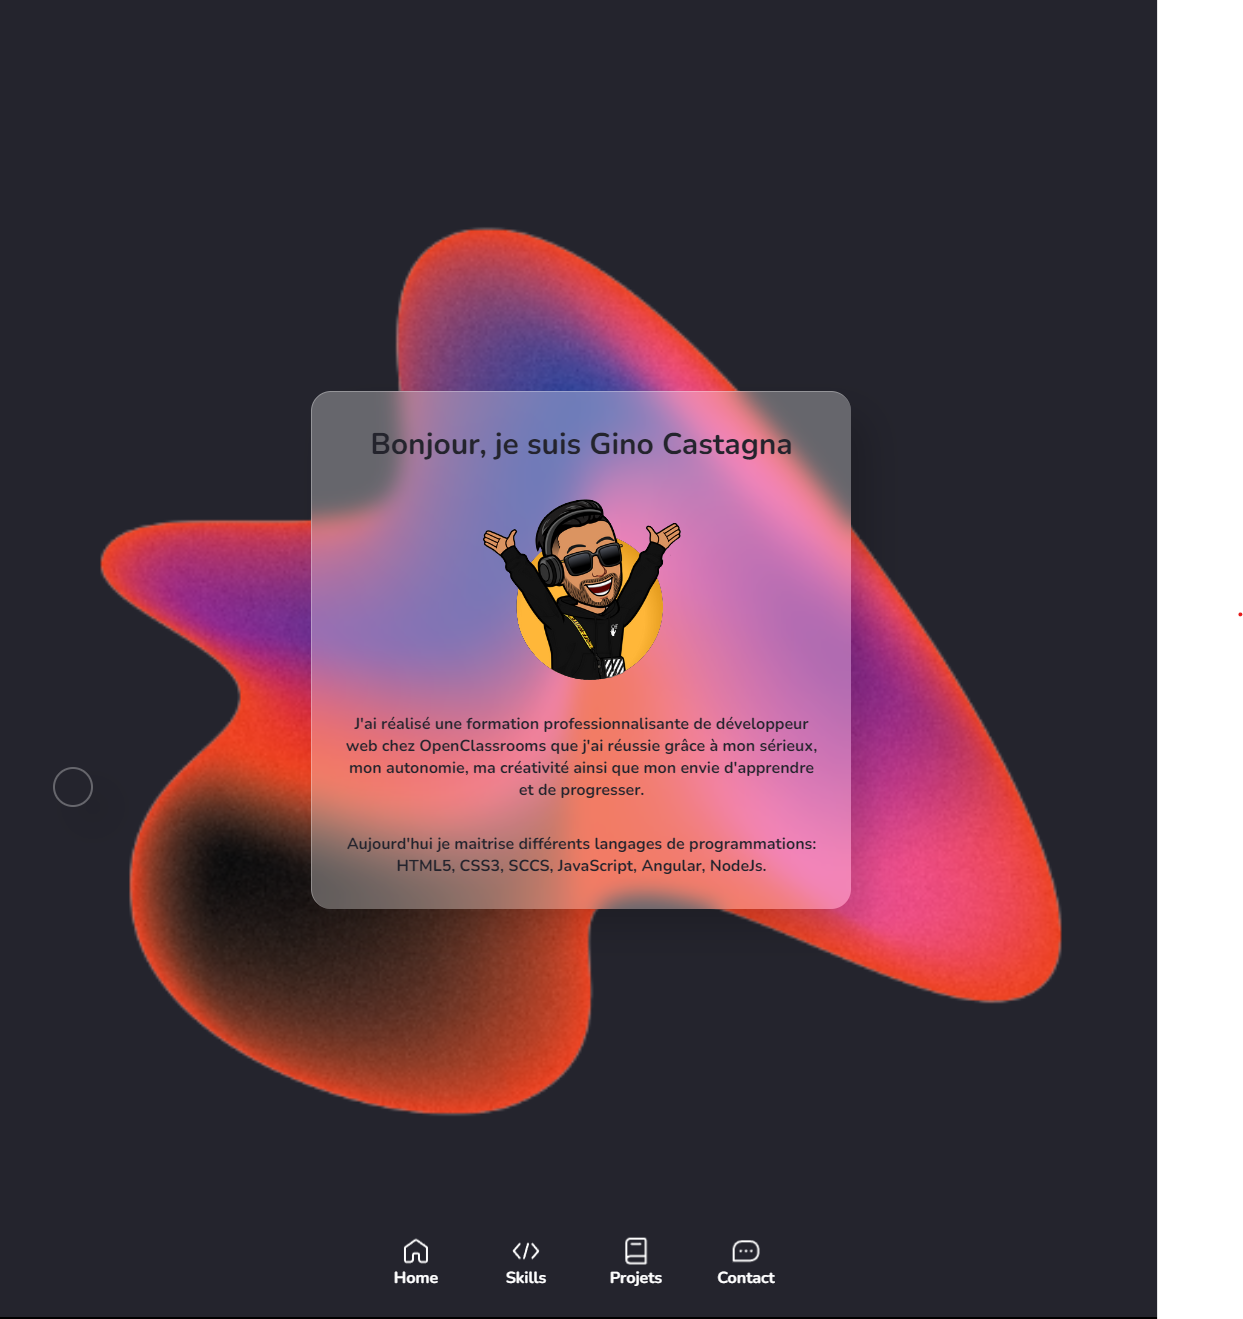 Bonjour, je suis Gino Castagna
J'ai réalisé une formation professionnalisante de développeur
web chez OpenClassrooms que j'ai réussie grâce à mon sérieux,
mon autonomie, ma créativité ainsi que mon envie d'apprendre
et de progresser.
Aujourd'hui je maitrise différents langages de programmations:
HTML5, CSS3, SCCS, JavaScript, Angular, NodeJs.
Home
Skills
Projets
Contact